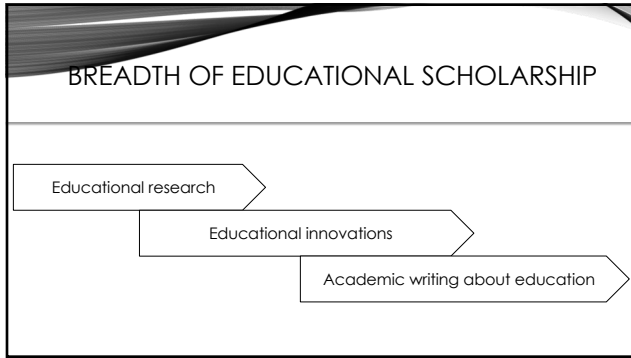 BREADTH OF EDUCATIONAL SCHOLARSHIP
Educational research
Educational innovations
Academic writing about education